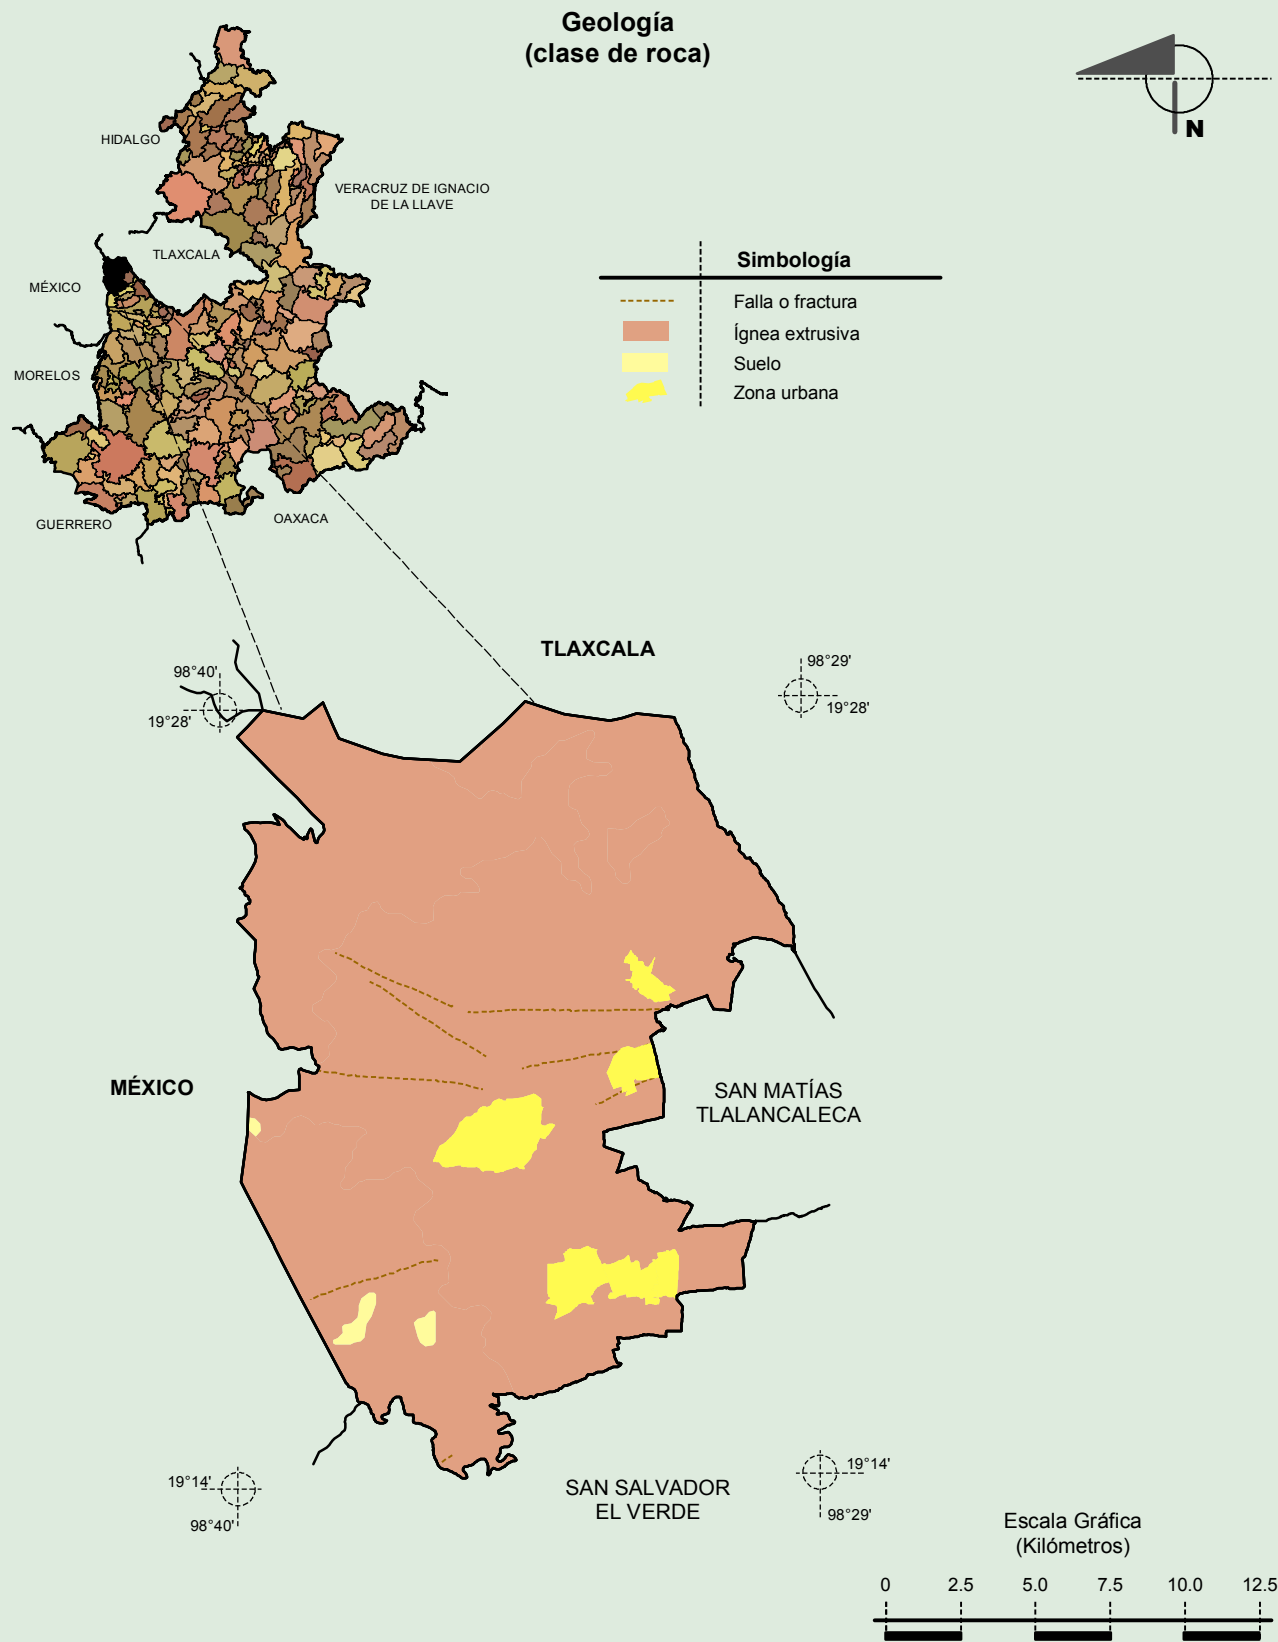 Geología
(clase de roca)
N
HIDALGO
VERACRUZ DE IGNACIO
DE LA LLAVE
TLAXCALA
MÉXICO
MORELOS
GUERRERO
OAXACA
Simbología
Falla o fractura
Ígnea extrusiva
Suelo
Zona urbana
TLAXCALA
98°40'
19°28'
98°29'
19°28'
MÉXICO
SAN MATÍAS
TLALANCALECA
19°14'
98°40'
SAN SALVADOR
EL VERDE
19°14'
98°29'
Escala Gráfica
(Kilómetros)
0 2.5 5.0 7.5 10.0 12.5